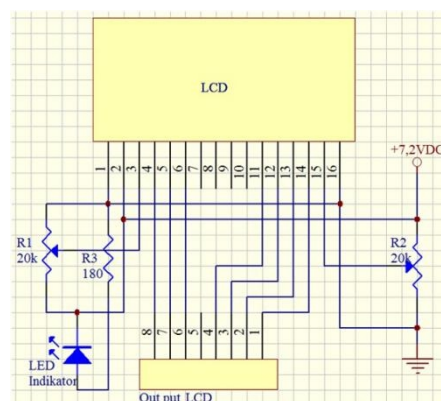 LCD
1 2 3 4 5 6 7 8 9 10 11 12 13 14 15 16
+7,2VDC
R1
20k
R3
180
R2
20k
8 7 6 5 4 3 2 1
LED
Indikator
Out put LCD